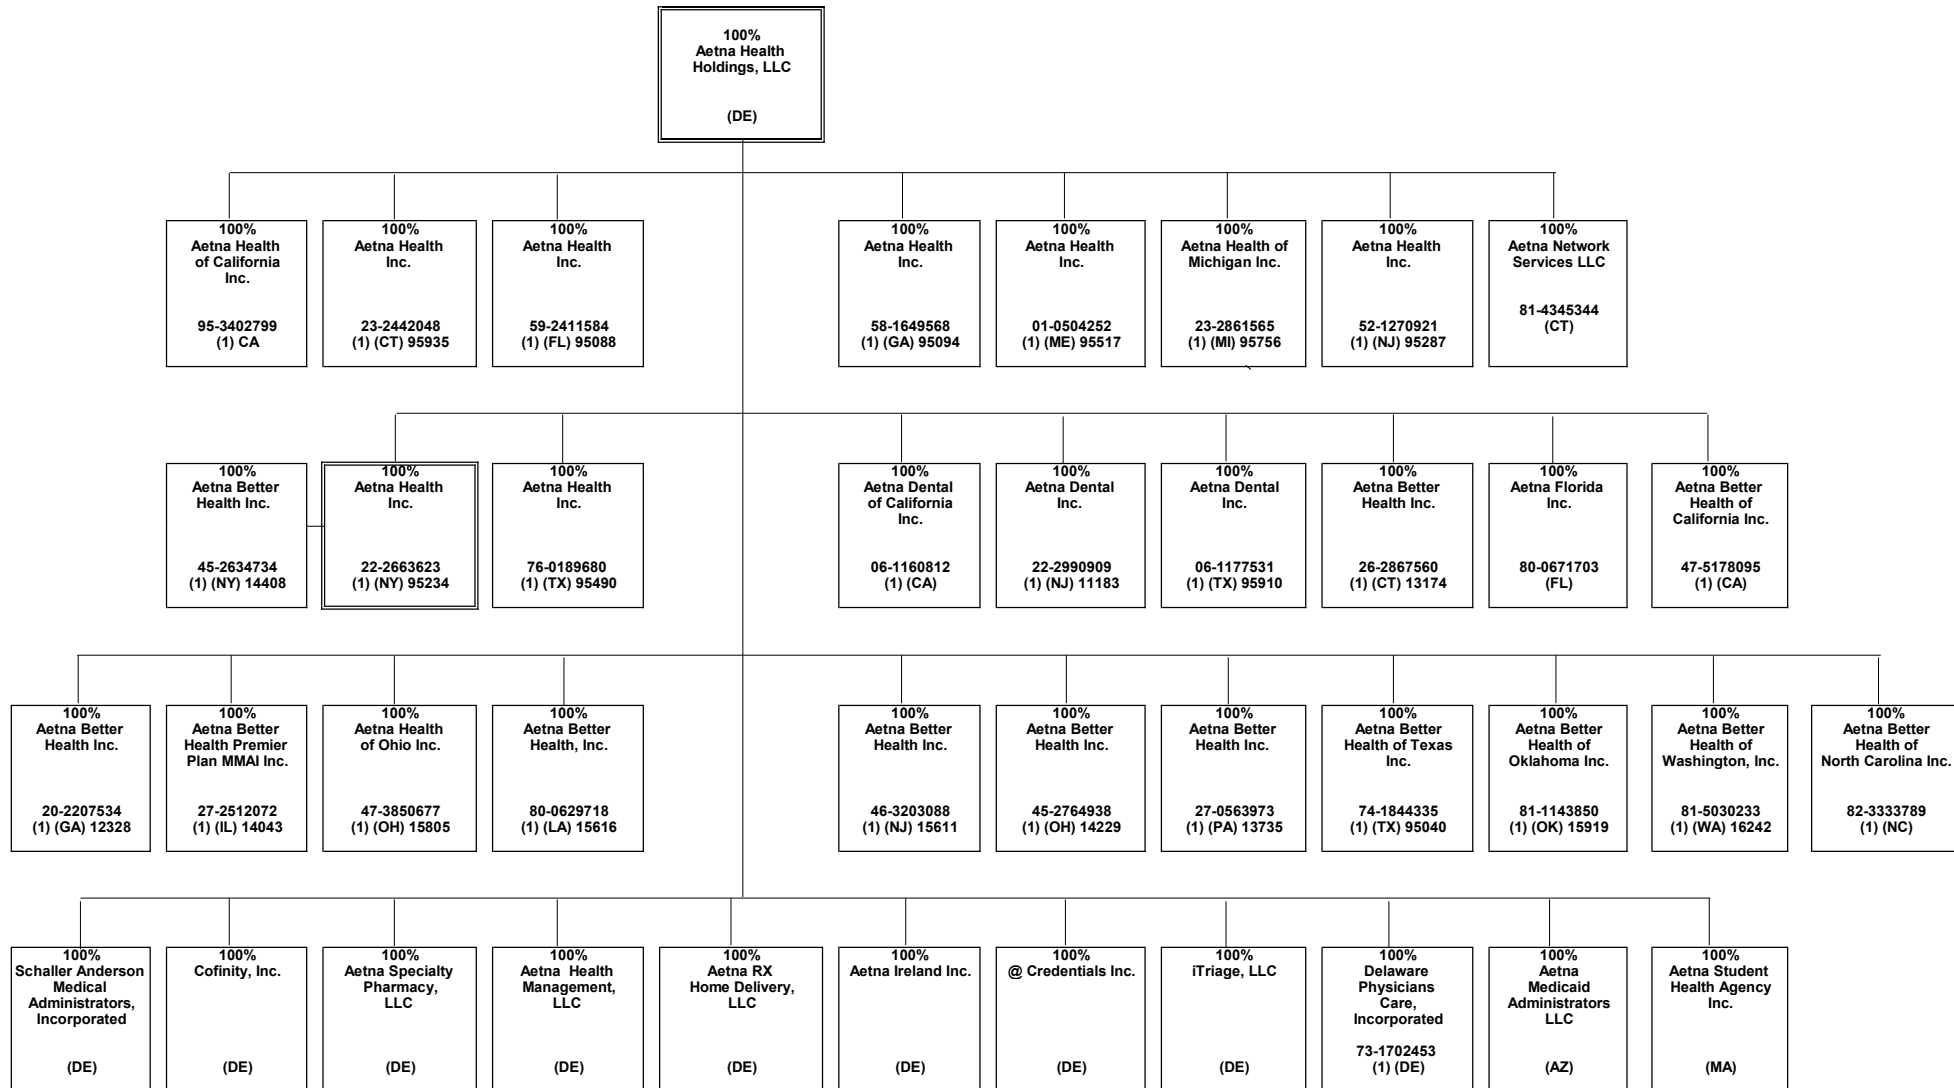 100%
Aetna Health
Holdings, LLC
(DE)
100%
Aetna Health
of California
Inc.
95-3402799
(1) CA
100%
Aetna Health
Inc.
23-2442048
(1) (CT) 95935
100%
Aetna Health
Inc.
59-2411584
(1) (FL) 95088
100%
Aetna Health
Inc.
58-1649568
(1) (GA) 95094
100%
Aetna Health
Inc.
01-0504252
(1) (ME) 95517
100%
Aetna Health of
Michigan Inc.
23-2861565
(1) (MI) 95756
100%
Aetna Health
Inc.
52-1270921
(1) (NJ) 95287
100%
Aetna Network
Services LLC
81-4345344
(CT)
100%
Aetna Better
Health Inc.
45-2634734
(1) (NY) 14408
100%
Aetna Health
Inc.
22-2663623
(1) (NY) 95234
100%
Aetna Health
Inc.
76-0189680
(1) (TX) 95490
100%
Aetna Dental
of California
Inc.
06-1160812
(1) (CA)
100%
Aetna Dental
Inc.
22-2990909
(1) (NJ) 11183
100%
Aetna Dental
Inc.
06-1177531
(1) (TX) 95910
100%
Aetna Better
Health Inc.
26-2867560
(1) (CT) 13174
100%
Aetna Florida
Inc.
80-0671703
(FL)
100%
Aetna Better
Health of
California Inc.
47-5178095
(1) (CA)
100%
Aetna Better
Health Inc.
20-2207534
(1) (GA) 12328
100%
Aetna Better
Health Premier
Plan MMAI Inc.
27-2512072
(1) (IL) 14043
100%
Aetna Health
of Ohio Inc.
47-3850677
(1) (OH) 15805
100%
Aetna Better
Health, Inc.
80-0629718
(1) (LA) 15616
100%
Aetna Better
Health Inc.
46-3203088
(1) (NJ) 15611
100%
Aetna Better
Health Inc.
45-2764938
(1) (OH) 14229
100%
Aetna Better
Health Inc.
27-0563973
(1) (PA) 13735
100%
Aetna Better
Health of Texas
Inc.
74-1844335
(1) (TX) 95040
100%
Aetna Better
Health of
Oklahoma Inc.
81-1143850
(1) (OK) 15919
100%
Aetna Better
Health of
Washington, Inc.
81-5030233
(1) (WA) 16242
100%
Aetna Better
Health of
North Carolina Inc.
82-3333789
(1) (NC)
100%
Schaller Anderson
Medical
Administrators,
Incorporated
(DE)
100%
Cofinity, Inc.
(DE)
100%
Aetna Specialty
Pharmacy,
LLC
(DE)
100%
Aetna Health
Management,
LLC
(DE)
100%
Aetna RX
Home Delivery,
LLC
(DE)
100%
Aetna Ireland Inc.
(DE)
100%
@ Credentials Inc.
(DE)
100%
iTriage, LLC
(DE)
100%
Delaware
Physicians
Care,
Incorporated
73-1702453
(1) (DE)
100%
Aetna
Medicaid
Administrators
LLC
(AZ)
100%
Aetna Student
Health Agency
Inc.
(MA)